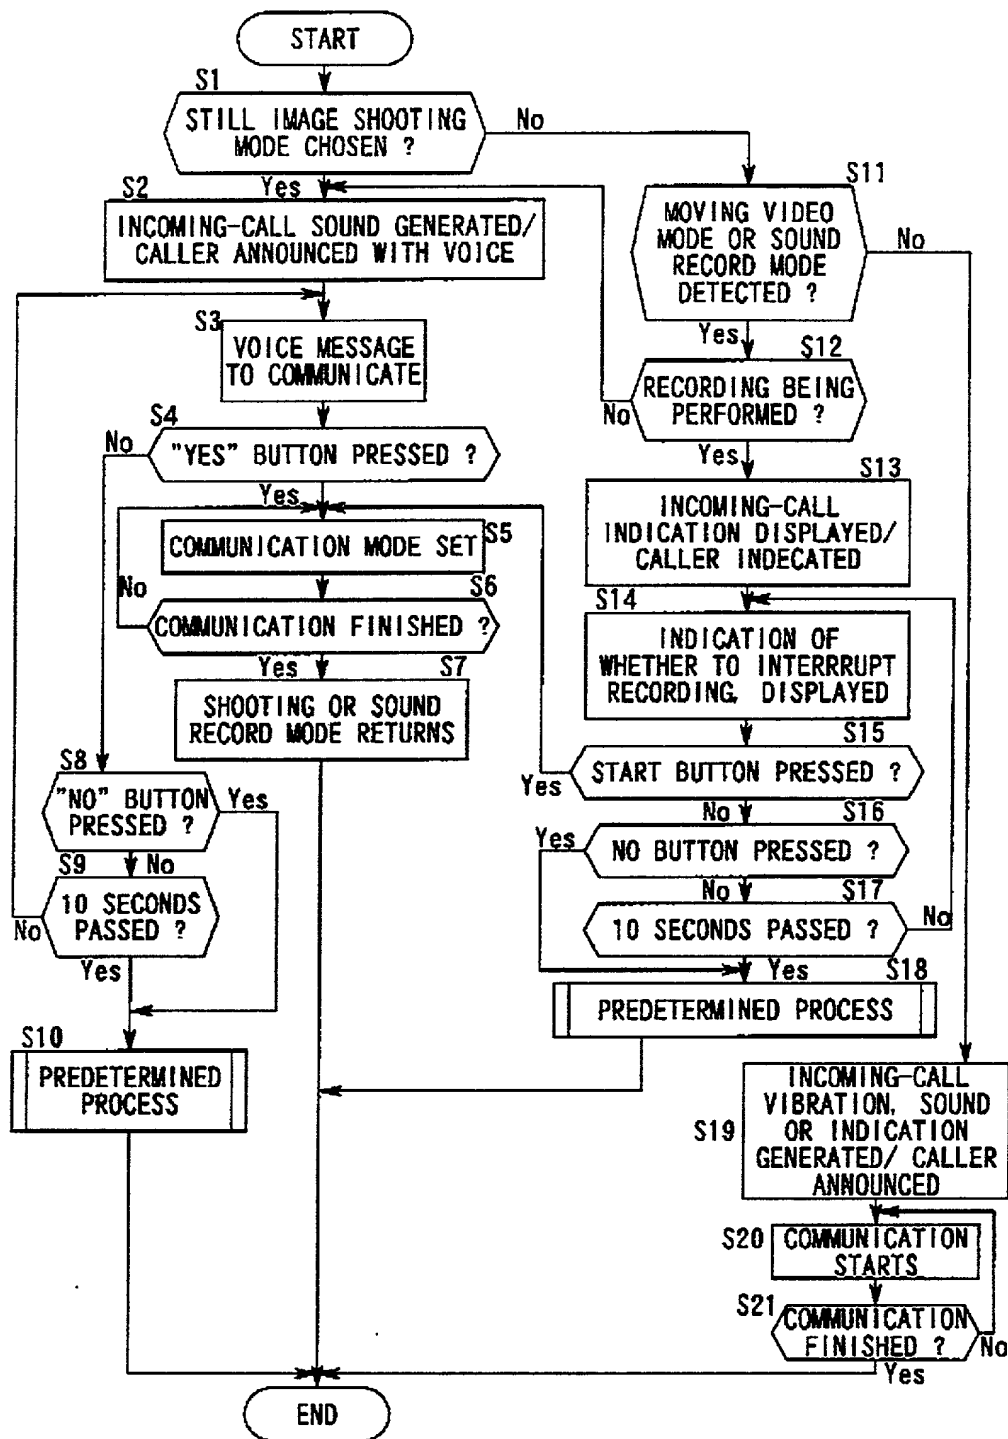 START
S1
STILL IMAGE SHOOTING
MODE CHOSEN ?
No
Yes
S2
INCOMING-CALL SOUND GENERATED/
CALLER ANNOUNCED WITH VOICE
S3
VOICE MESSAGE
TO COMMUNICATE
S4
"YES" BUTTON PRESSED ?
No
Yes
COMMUNICATION MODE SET
S5
S6
COMMUNICATION FINISHED ?
No
Yes
S7
SHOOTING OR SOUND
RECORD MODE RETURNS
S8
"NO" BUTTON
PRESSED ?
Yes
No
S9
10 SECONDS
PASSED ?
No
Yes
S10
PREDETERMINED
PROCESS
S11
MOVING VIDEO
MODE OR SOUND
RECORD MODE
DETECTED ?
No
Yes
S12
RECORDING BEING
PERFORMED ?
No
Yes
S13
INCOMING-CALL
INDICATION DISPLAYED/
CALLER INDECATED
S14
INDICATION OF
WHETHER TO INTERRRUPT
RECORDING, DISPLAYED
S15
START BUTTON PRESSED ?
Yes
No
S16
NO BUTTON PRESSED ?
Yes
No
S17
10 SECONDS PASSED ?
No
Yes
S18
PREDETERMINED PROCESS
S19
INCOMING-CALL
VIBRATION, SOUND
OR INDICATION
GENERATED/ CALLER
ANNOUNCED
S20
COMMUNICATION
STARTS
S21
COMMUNICATION
FINISHED ?
No
Yes
END